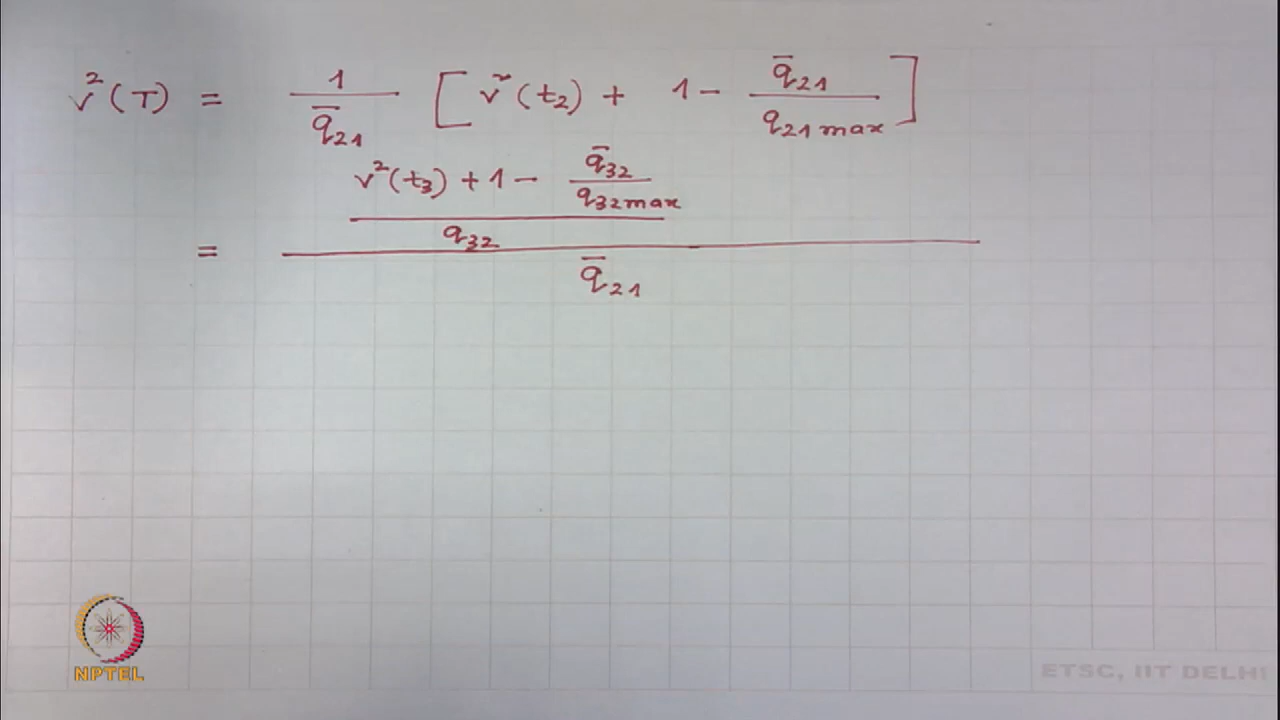 v²(T) = 1 / q̅₂₁ [ v²(t₂) + 1 - q̅₂₁ / q₂₁max ]
v²(t₃) + 1 - q̅₃₂ / q₃₂max
q₃₂
=
q̅₂₁
NPTEL
ETSC, IIT DELHI